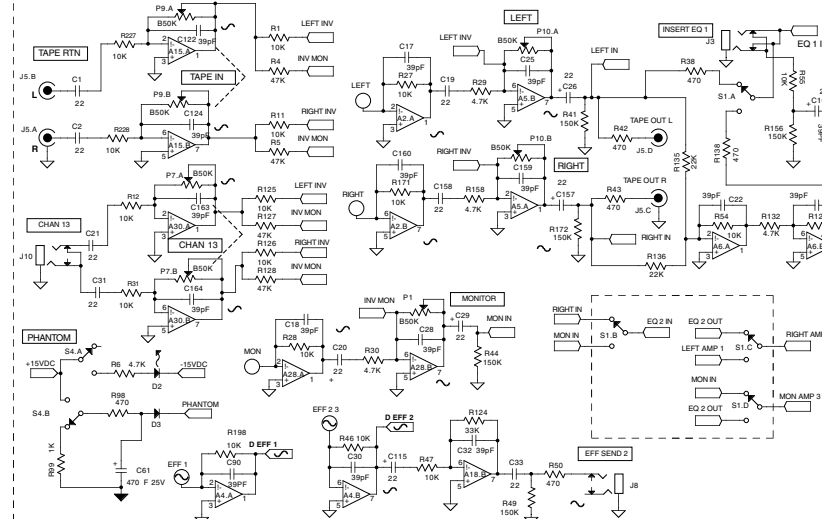 P9.A
B50K
C122
39pF
R227
10K
A15.A
TAPE RTN
TAPE IN
J5.B
L
C1
22
J5.A
R
C2
22
R228
10K
P9.B
B50K
C124
39pF
A15.B
R1
10K
LEFT INV
R4
47K
INV MON
R11
10K
RIGHT INV
R5
47K
INV MON
P7.A
B50K
R12
10K
C163
39pF
A30.A
CHAN 13
CHAN 13
J10
C21
22
C31
22
R31
10K
P7.B
B50K
C164
39pF
A30.B
R125
10K
LEFT INV
R127
47K
INV MON
R126
10K
RIGHT INV
R128
47K
INV MON
PHANTOM
+15VDC
S4.A
R6 4.7K
D2
-15VDC
S4.B
R98
470
D3
PHANTOM
R99 1K
C61
470 F 25V
EFF 1
R198
10K
C90
39PF
A4.A
D EFF 1
LEFT
C17
39pF
R27
10K
A2.A
C19
22
LEFT INV
R29
4.7K
LEFT
P10.A
B50K
C25
39pF
A5.B
22
C26
LEFT IN
R41
150K
C160
39pF
R171
10K
RIGHT
A2.B
C158
22
RIGHT INV
R158
4.7K
P10.B
B50K
C159
39pF
A5.A
RIGHT
22
C157
R172
150K
R42
470
TAPE OUT L
J5.D
TAPE OUT R
R43
470
J5.C
RIGHT IN
R38
470
R135
22K
R136
22K
INSERT EQ 1
J3
EQ 1 I
S1.A
R138
470
R55
10K
R156
150K
39pF
C22
R54
10K
A6.A
R132
4.7K
39pF
MON
C18
39pF
R28
10K
A28.A
C20
22
INV MON
R30
4.7K
P1
B50K
C28
39pF
A28.B
MONITOR
C29
22
MON IN
R44
150K
EFF 2 3
R46 10K
C30
39pF
A4.B
D EFF 2
C115
22
R47
10K
R124
33K
C32 39pF
A18.B
C33
22
R49
150K
R50
470
EFF SEND 2
J8
RIGHT IN
MON IN
S1.B
EQ 2 IN
EQ 2 OUT
LEFT AMP 1
S1.C
RIGHT AM
MON IN
EQ 2 OUT
S1.D
MON AMP 3